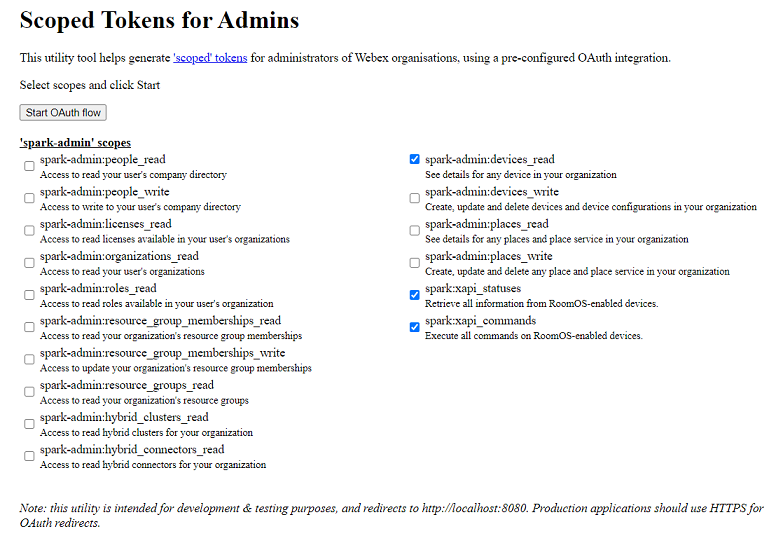 Scoped Tokens for Admins
This utility tool helps generate 'scoped' tokens for administrators of Webex organisations, using a pre-configured OAuth integration.
Select scopes and click Start
Start OAuth flow
'spark-admin' scopes
spark-admin:people_read
Access to read your user's company directory
spark-admin:people_write
Access to write to your user's company directory
spark-admin:licenses_read
Access to read licenses available in your user's organizations
spark-admin:organizations_read
Access to read your user's organizations
spark-admin:roles_read
Access to read roles available in your user's organization
spark-admin:resource_group_memberships_read
Access to read your organization's resource group memberships
spark-admin:resource_group_memberships_write
Access to update your organization's resource group memberships
spark-admin:resource_groups_read
Access to read your organization's resource groups
spark-admin:hybrid_clusters_read
Access to read hybrid clusters for your organization
spark-admin:hybrid_connectors_read
Access to read hybrid connectors for your organization
spark-admin:devices_read
See details for any device in your organization
spark-admin:devices_write
Create, update and delete devices and device configurations in your organization
spark-admin:places_read
See details for any places and place service in your organization
spark-admin:places_write
Create, update and delete any place and place service in your organization
spark:xapi_statuses
Retrieve all information from RoomOS-enabled devices.
spark:xapi_commands
Execute all commands on RoomOS-enabled devices.
Note: this utility is intended for development & testing purposes, and redirects to http://localhost:8080. Production applications should use HTTPS for
OAuth redirects.